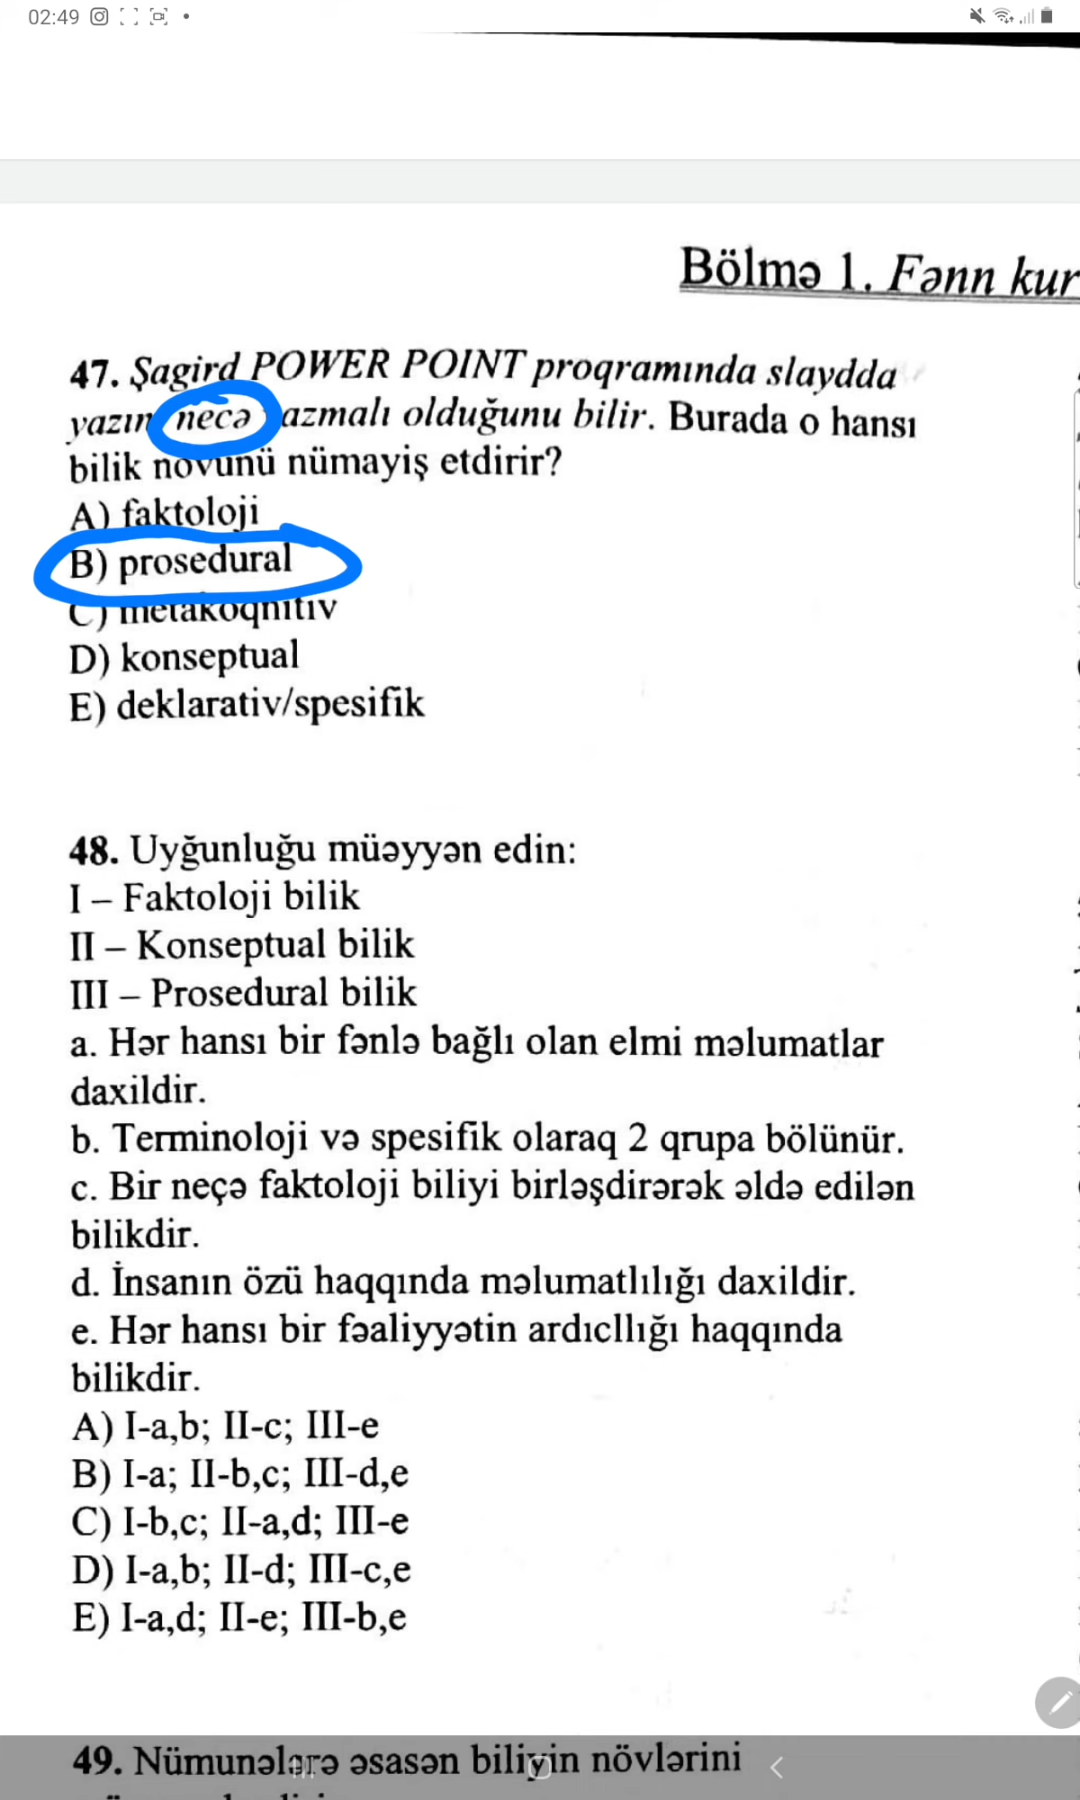 02:49
Bölmə 1. Fənn kur
47. Şagird POWER POINT proqramında slaydda
necə azmalı olduğunu bilir. Burada o hansı
bilik növünü nümayiş etdirir?
A) faktoloji
B) prosedural
C) metakoqnitiv
D) konseptual
E) deklarativ/spesifik
48. Uyğunluğu müəyyən edin:
I – Faktoloji bilik
II – Konseptual bilik
III – Prosedural bilik
a. Hər hansı bir fənlə bağlı olan elmi məlumatlar
daxildir.
b. Terminoloji və spesifik olaraq 2 qrupa bölünür.
c. Bir neçə faktoloji biliyi birləşdirərək əldə edilən
bilikdir.
d. İnsanın özü haqqında məlumatlılığı daxildir.
e. Hər hansı bir fəaliyyətin ardıcllığı haqqında
bilikdir.
A) I-a,b; II-c; III-e
B) I-a; II-b,c; III-d,e
C) I-b,c; II-a,d; III-e
D) I-a,b; II-d; III-c,e
E) I-a,d; II-e; III-b,e
49. Nümunələrə əsasən biliyin növlərini